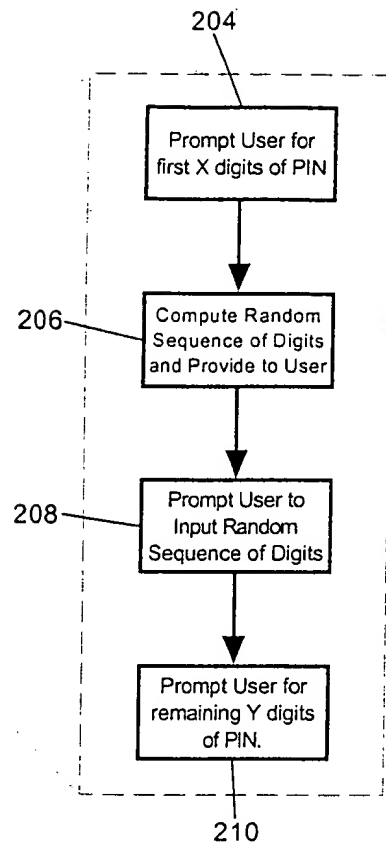 204
Prompt User for
first X digits of PIN
206
Compute Random
Sequence of Digits
and Provide to User
208
Prompt User to
Input Random
Sequence of Digits
Prompt User for
remaining Y digits
of PIN.
210